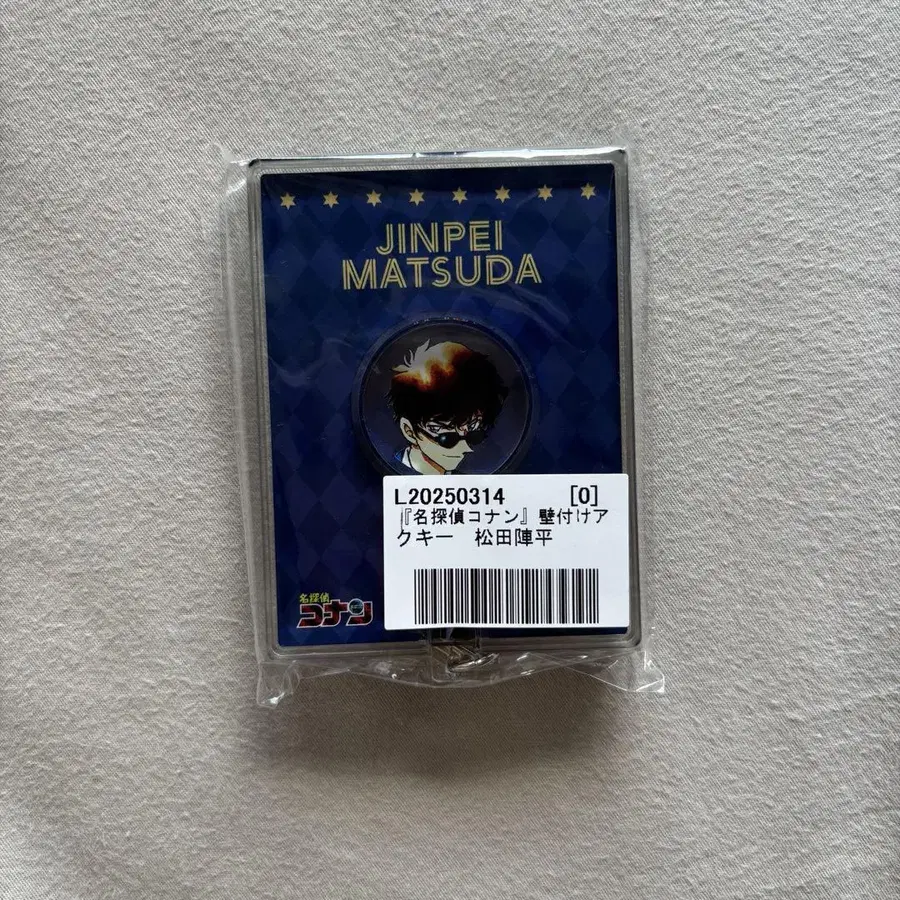 JINPEI
MATSUDA
L20250314 [0]
『名探偵コナン』壁付けア
クキー 松田陣平
名探偵
コナン